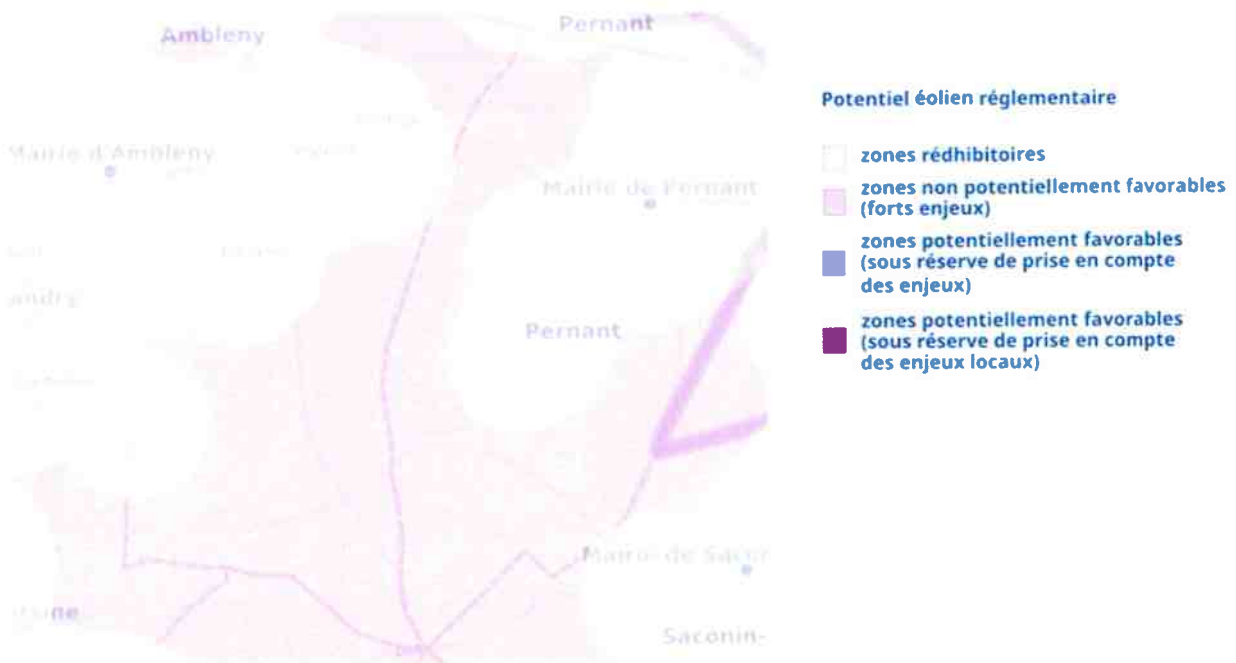 Ambleny
Pernant
Mairie d'Ambleny
Mairie de Pernant
Pernant
Mairie de
Saconin-
Potentiel éolien réglementaire
zones rédhibitoires
zones non potentiellement favorables
(forts enjeux)
zones potentiellement favorables
(sous réserve de prise en compte
des enjeux)
zones potentiellement favorables
(sous réserve de prise en compte
des enjeux locaux)